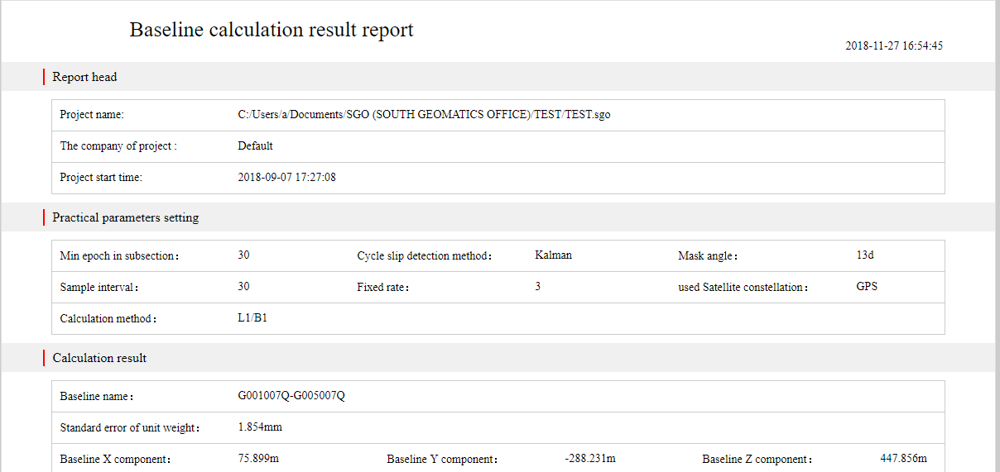 Baseline calculation result report
2018-11-27 16:54:45
Report head
Project name: C:/Users/a/Documents/SGO (SOUTH GEOMATICS OFFICE)/TEST/TEST.sgo
The company of project : Default
Project start time: 2018-09-07 17:27:08
Practical parameters setting
Min epoch in subsection： 30 Cycle slip detection method： Kalman Mask angle： 13d
Sample interval： 30 Fixed rate： 3 used Satellite constellation： GPS
Calculation method： L1/B1
Calculation result
Baseline name： G001007Q-G005007Q
Standard error of unit weight： 1.854mm
Baseline X component： 75.899m Baseline Y component： -288.231m Baseline Z component： 447.856m